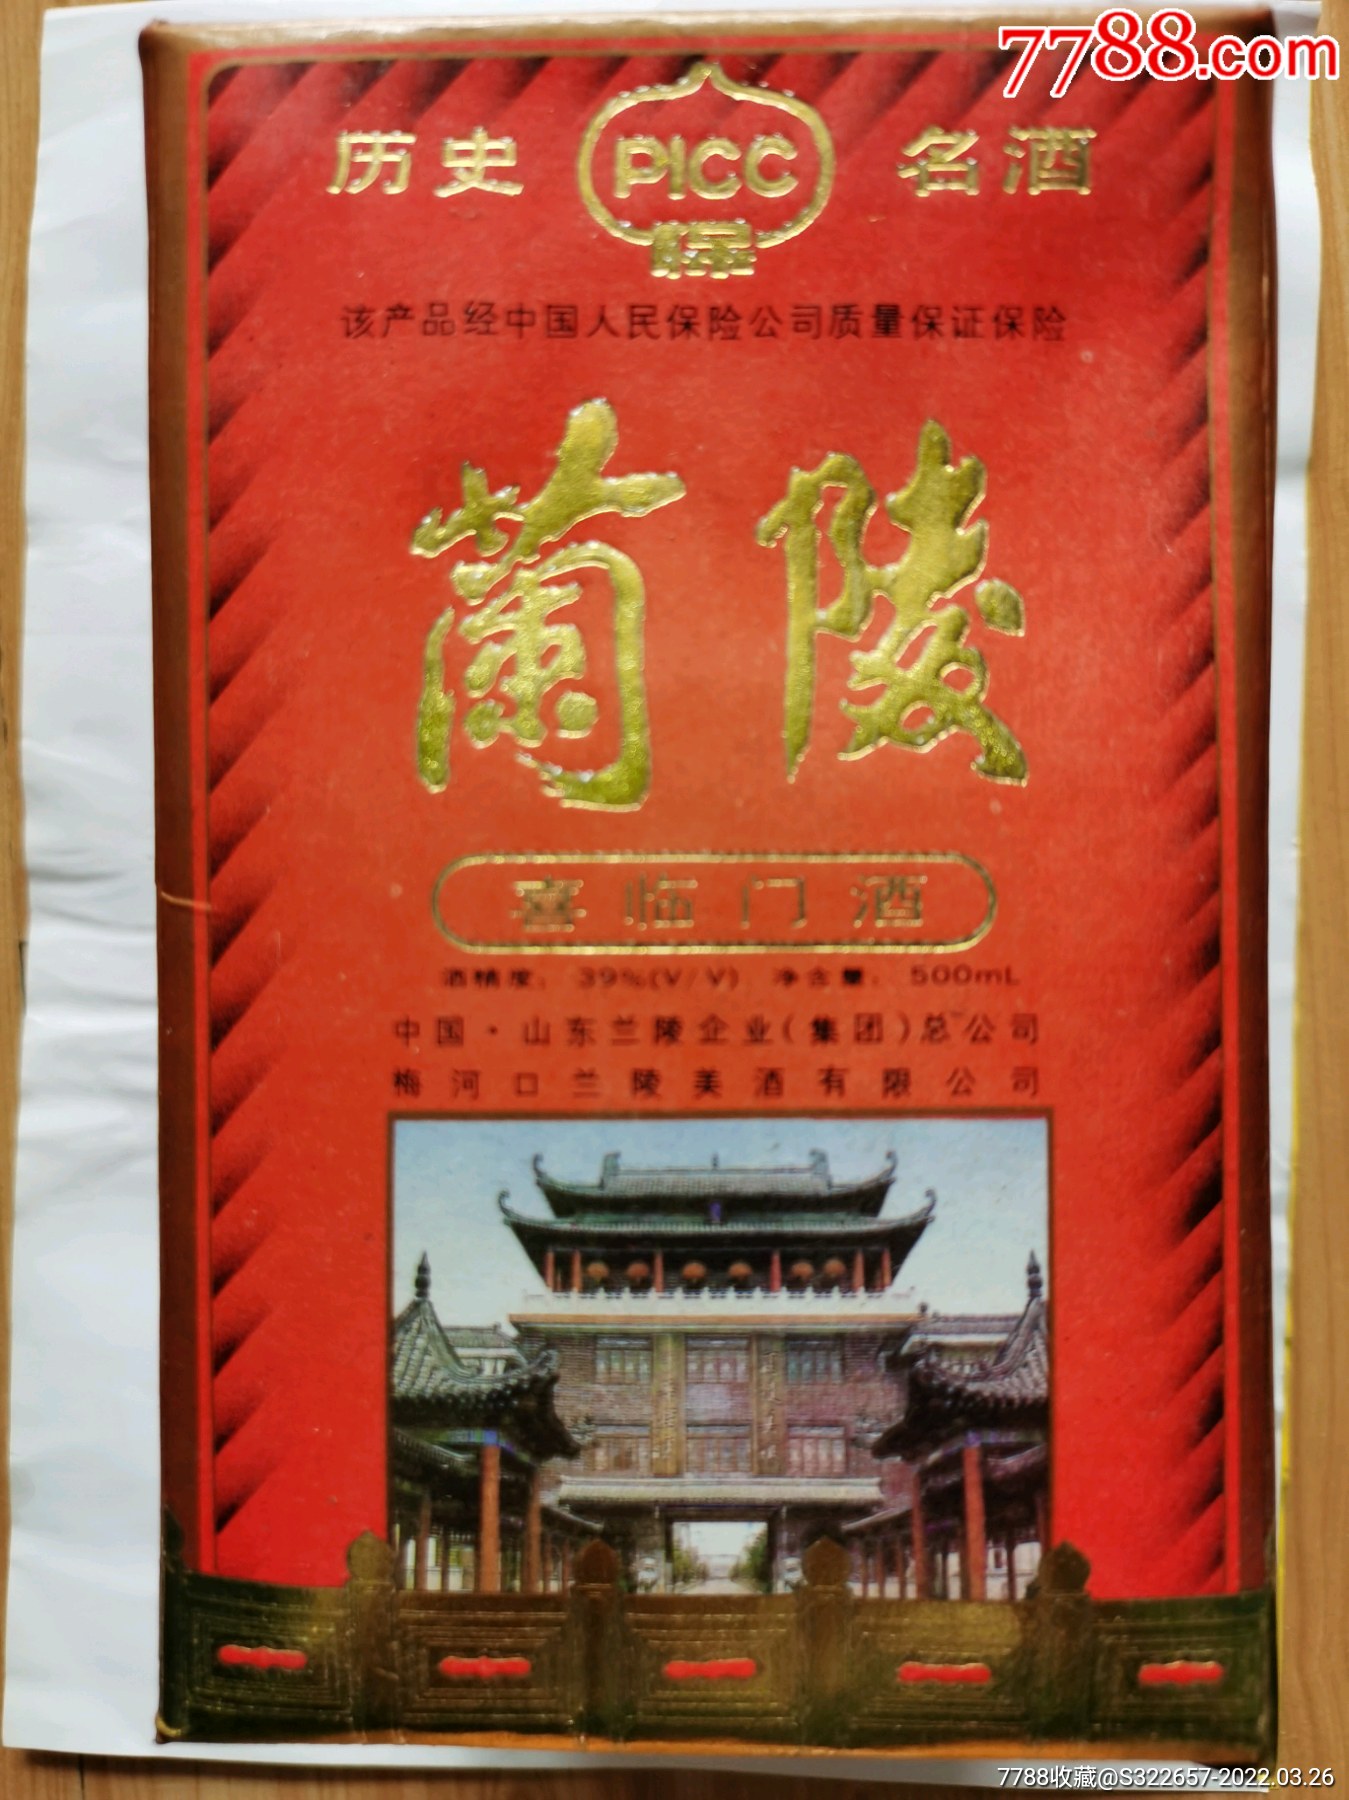 7788.com
历史 PICC 名酒
保
该产品经中国人民保险公司质量保证保险
蘭陵
喜临门酒
酒精度: 39%(V/V) 净含量: 500mL
中国·山东兰陵企业(集团)总公司
梅河口兰陵美酒有限公司
7788收藏@S322657-2022.03.26